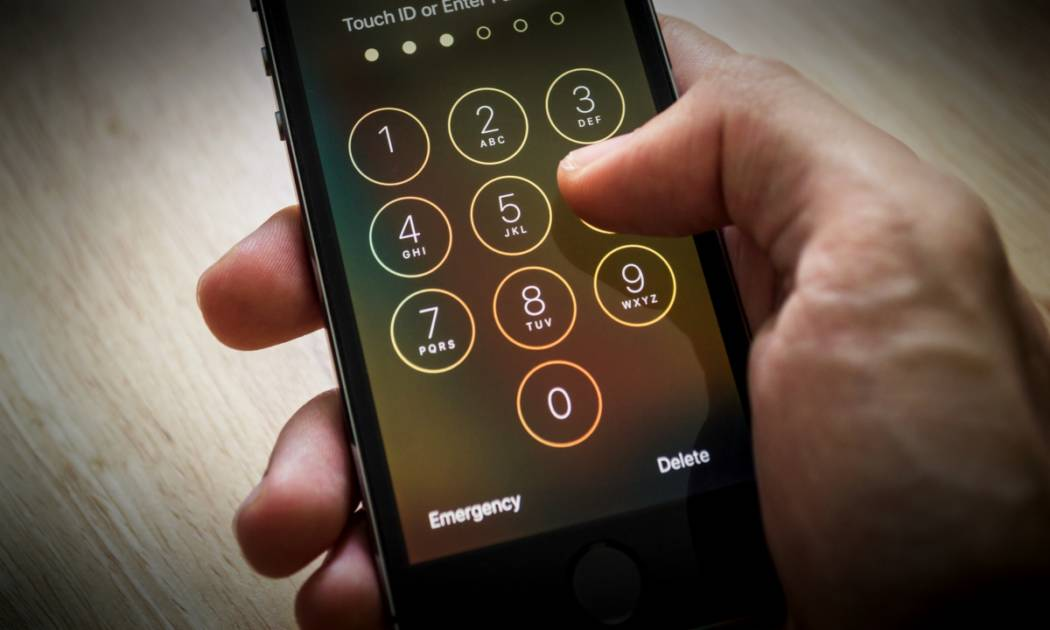 Touch ID or Enter
1
2
ABC
3
DEF
4
GHI
5
JKL
7
PQRS
8
TUV
9
WXYZ
0
Delete
Emergency